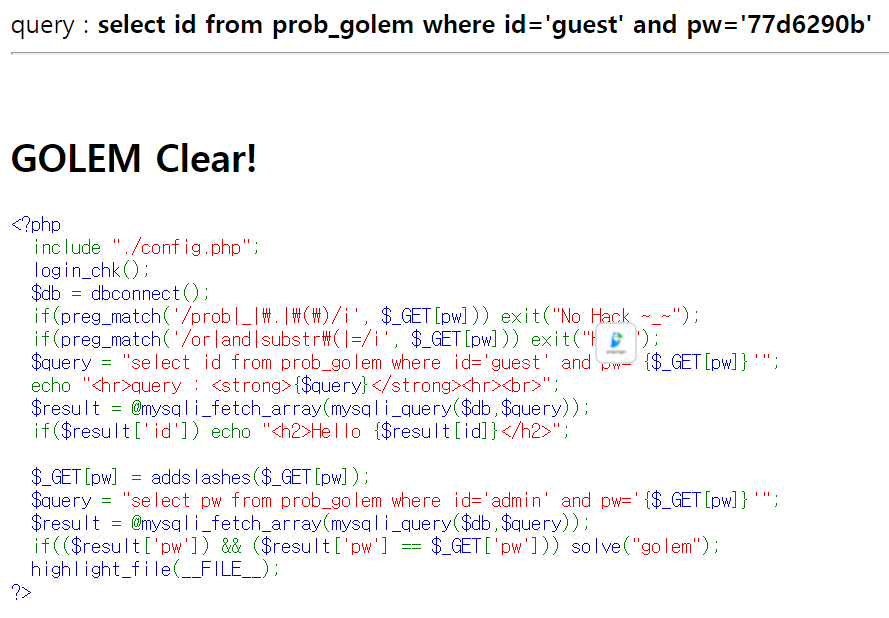 query : select id from prob_golem where id='guest' and pw='77d6290b'
GOLEM Clear!
<?php
include "./config.php";
login_chk();
$db = dbconnect();
if(preg_match('/prob|_|₩.|₩(₩)/i', $_GET[pw])) exit("No Hack ~_~");
if(preg_match('/or|and|substr₩(|=/i', $_GET[pw])) exit(" ");
$query = "select id from prob_golem where id='guest' and pw='{$_GET[pw]}'";
echo "<hr>query : <strong>{$query}</strong><hr><br>";
$result = @mysqli_fetch_array(mysqli_query($db,$query));
if($result['id']) echo "<h2>Hello {$result[id]}</h2>";
$_GET[pw] = addslashes($_GET[pw]);
$query = "select pw from prob_golem where id='admin' and pw='{$_GET[pw]}'";
$result = @mysqli_fetch_array(mysqli_query($db,$query));
if(($result['pw']) && ($result['pw'] == $_GET['pw'])) solve("golem");
highlight_file(__FILE__);
?>